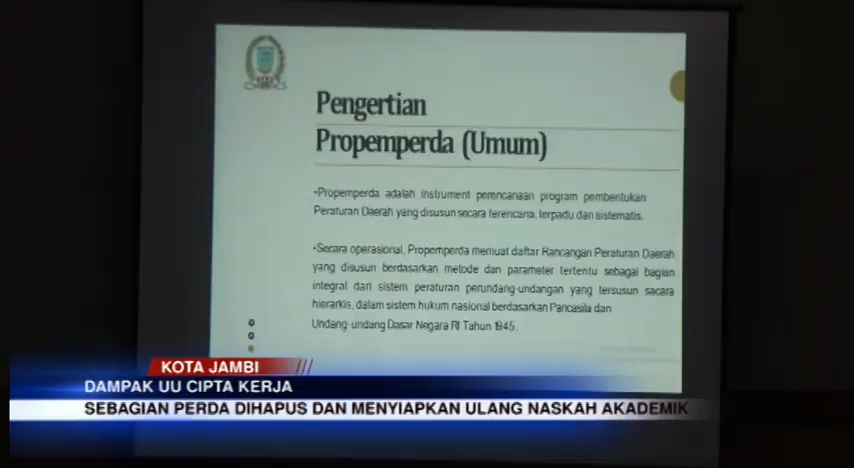 Pengertian
Propemperda (Umum)
•Propemperda adalah instrument perencanaan program pembentukan
Peraturan Daerah yang disusun secara terencana, terpadu dan sistematis.
•Secara operasional, Propemperda memuat daftar Rancangan Peraturan Daerah
yang disusun berdasarkan metode dan parameter tertentu sebagai bagian
integral dari sistem peraturan perundang-undangan yang tersusun secara
hierarkis, dalam sistem hukum nasional berdasarkan Pancasila dan
Undang-undang Dasar Negara RI Tahun 1945.
KOTA JAMBI
DAMPAK UU CIPTA KERJA
SEBAGIAN PERDA DIHAPUS DAN MENYIAPKAN ULANG NASKAH AKADEMIK